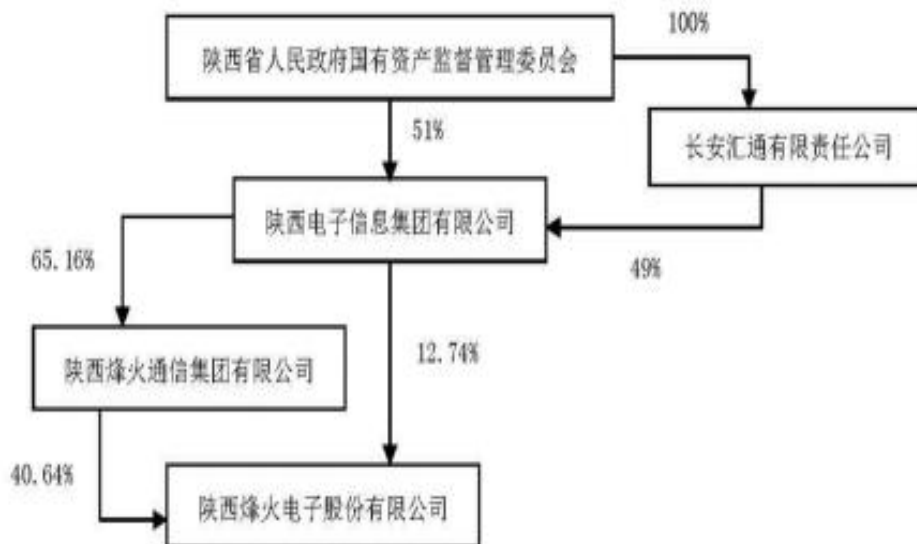 100%
陕西省人民政府国有资产监督管理委员会
51%
长安汇通有限责任公司
陕西电子信息集团有限公司
65.16%
49%
12.74%
陕西烽火通信集团有限公司
40.64%
陕西烽火电子股份有限公司